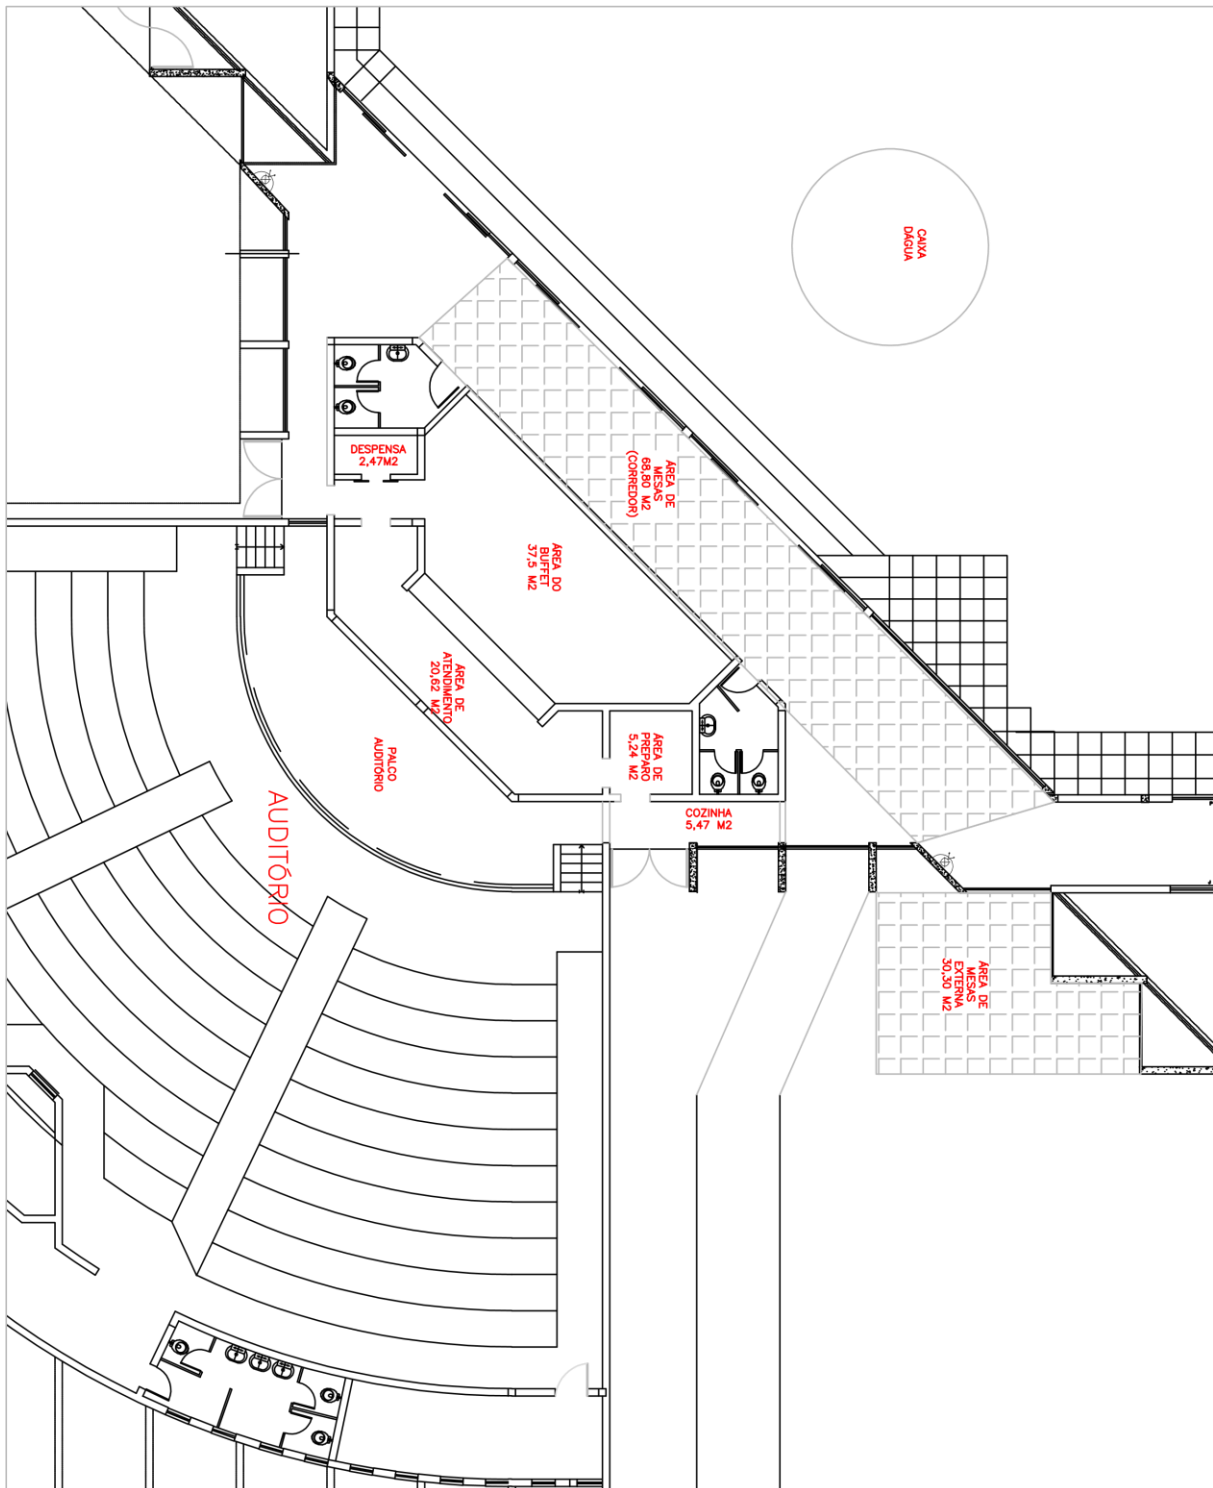 CAIXA
DÁGUA
DESPENSA
2,47M2
ÁREA DE
MESAS
68,80 M2
(CORREDOR)
ÁREA DO
BUFFET
37,5 M2
ÁREA DE
ATENDIMENTO
20,62 M2
PALCO
AUDITÓRIO
ÁREA DE
PREPARO
5,24 M2
COZINHA
5,47 M2
AUDITÓRIO
ÁREA DE
MESAS
EXTERNA
30,30 M2